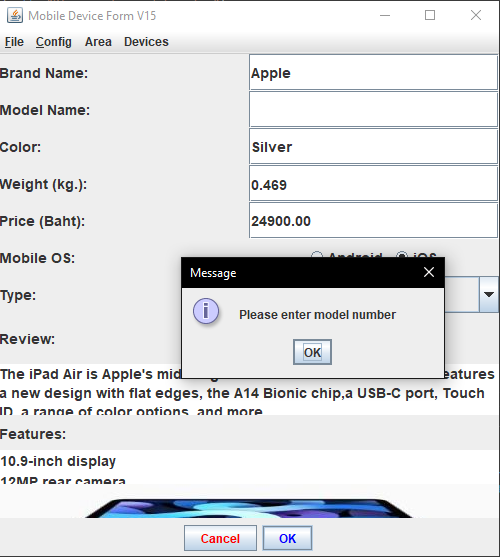 Mobile Device Form V15
File Config Area Devices
Brand Name: Apple
Model Name:
Color: Silver
Weight (kg.): 0.469
Price (Baht): 24900.00
Mobile OS:
Message
Type:
Please enter model number
OK
Review:
The iPad Air is Apple's mid
features
a new design with flat edges, the A14 Bionic chip,a USB-C port, Touch
ID, a range of color options, and more
Features:
10.9-inch display
12MP rear camera
Cancel OK